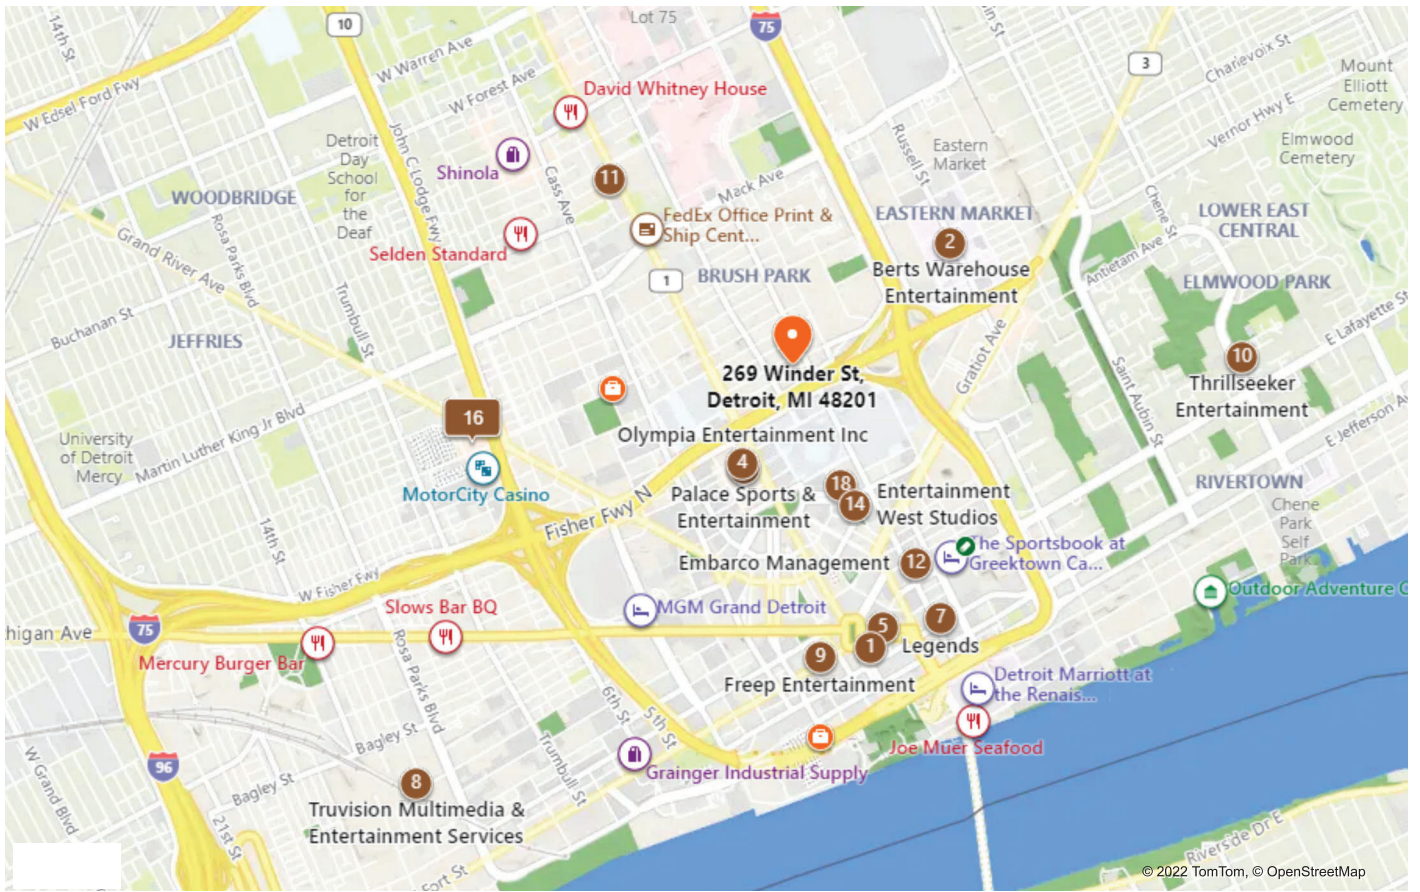 Lot 75
10
75
14th St
W Warren Ave
3
Charlevoix St
Mount
Elliott
Cemetery
W Edsel Ford Fwy
W Forest Ave
David Whitney House
Vernor Hwy E
John C Lodge Fwy
Detroit
Day
School
for
the
Deaf
Russell St
Eastern
Market
Elmwood
Cemetery
Shinola
Cass Ave
11
Mack Ave
WOODBRIDGE
Rosa Parks Blvd
FedEx Office Print &
Ship Cent...
EASTERN MARKET
Chene St
LOWER EAST
CENTRAL
Grand River Ave
Selden Standard
2
Berts Warehouse
Entertainment
Antietam Ave
1
BRUSH PARK
ELMWOOD PARK
Trumbull St
Buchanan St
JEFFRIES
E Lafayette St
269 Winder St,
Detroit, MI 48201
Gratiot Ave
Saint Aubin St
10
Thrillseeker
Entertainment
16
Martin Luther King Jr Blvd
University
of Detroit
Mercy
MotorCity Casino
Olympia Entertainment Inc
4
Palace Sports &
Entertainment
18
14
Entertainment
West Studios
E Jefferson Av
RIVERTOWN
Chene
Park
Self
Park
Fisher Fwy N
14th St
Embarco Management
12
The Sportsbook at
Greektown Ca...
W Fisher Fwy
Outdoor Adventure C
Slows Bar BQ
MGM Grand Detroit
higan Ave
75
7
5
1
Legends
Mercury Burger Bar
Rosa Parks Blvd
9
Freep Entertainment
Detroit Marriott at
the Renais...
6th St
5th St
Joe Muer Seafood
Bagley St
W Grand Blvd
96
Trumbull St
Grainger Industrial Supply
8
Bagley St
Truvision Multimedia &
Entertainment Services
21st St
Fort St
Riverside Dr E
© 2022 TomTom, © OpenStreetMap